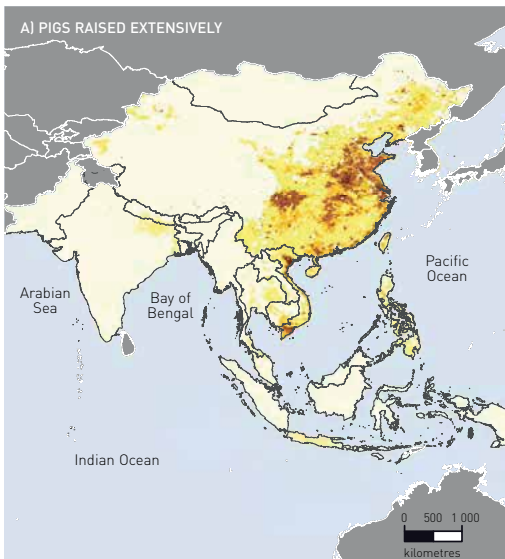 A) PIGS RAISED EXTENSIVELY
Pacific
Ocean
Arabian
Sea
Bay of
Bengal
Indian Ocean
0 500 1 000
kilometres